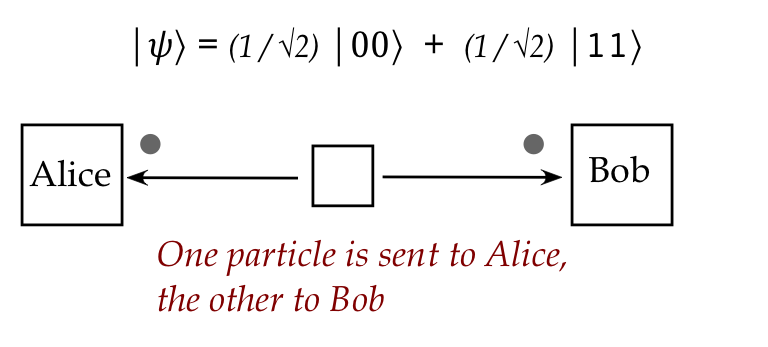 |ψ⟩ = (1/√2) |00⟩ + (1/√2) |11⟩
Alice
Bob
One particle is sent to Alice,
the other to Bob